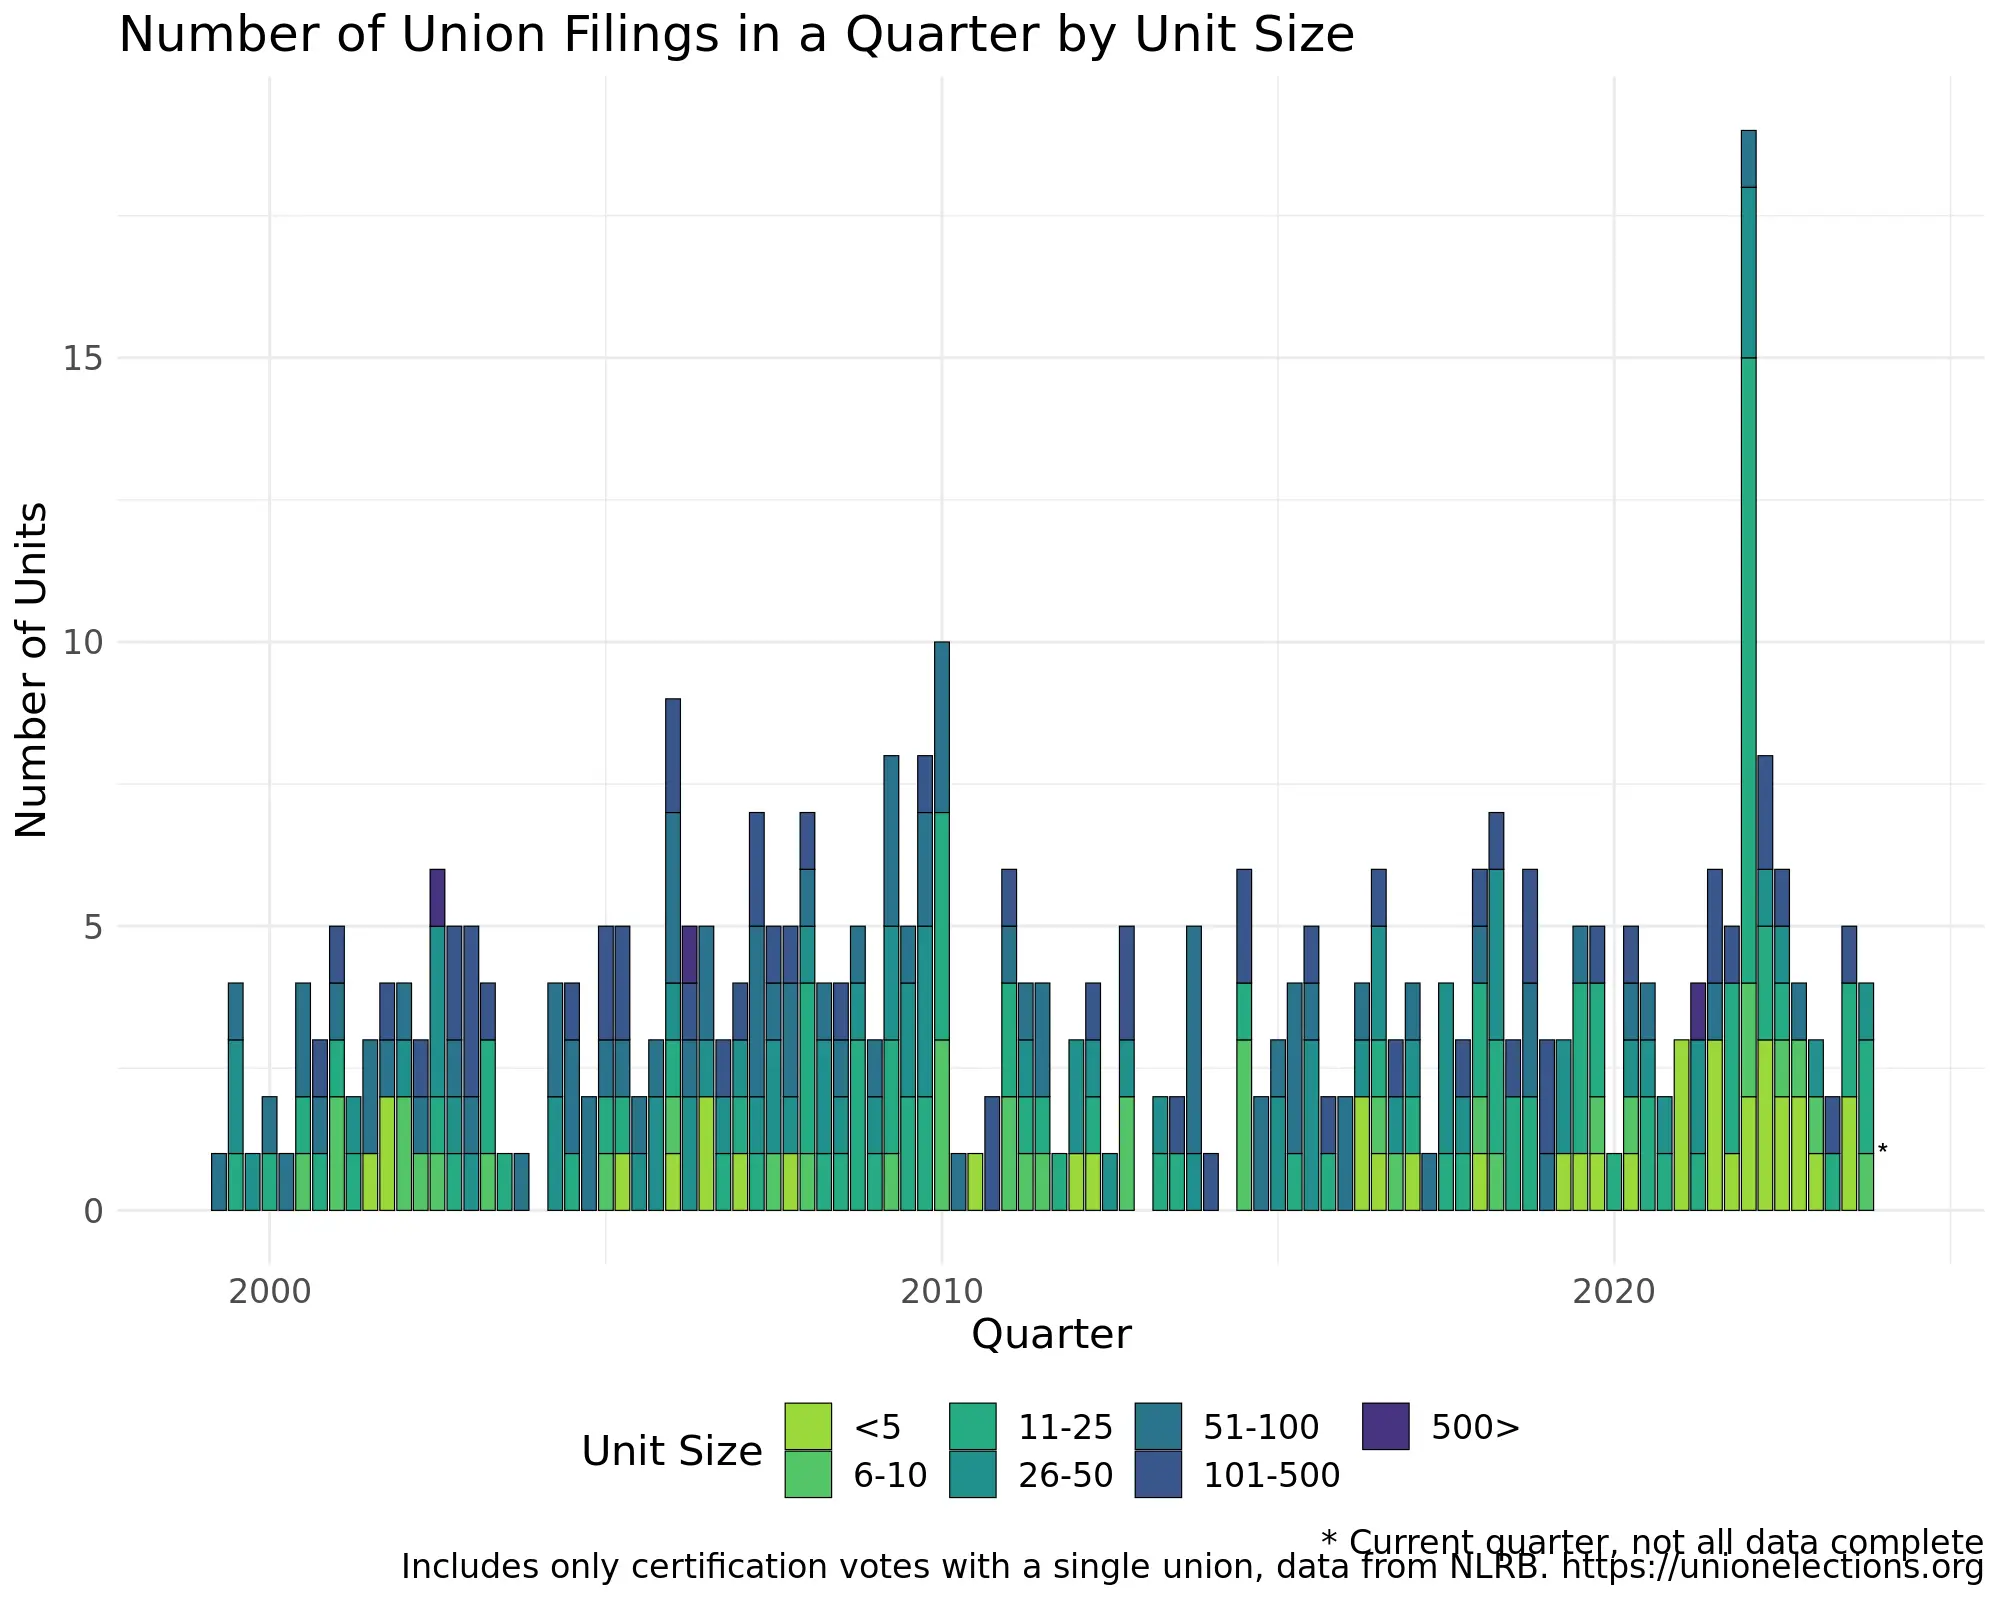 Number of Union Filings in a Quarter by Unit Size
Number of Units
15
10
5
0
*
2000 2010 2020
Quarter
Unit Size
<5 11-25 51-100 500>
6-10 26-50 101-500
* Current quarter, not all data complete
Includes only certification votes with a single union, data from NLRB. https://unionelections.org